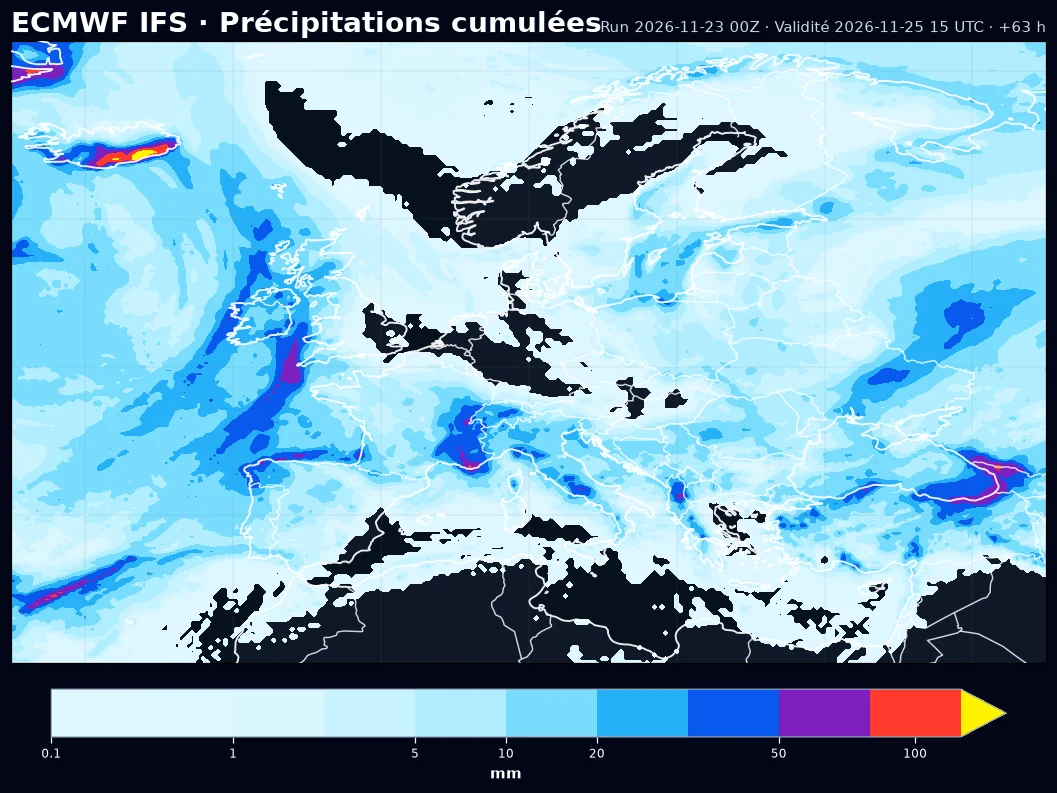 ECMWF IFS · Précipitations cumulées
Run 2026-11-23 00Z · Validité 2026-11-25 15 UTC · +63 h
0.1 1 5 10 20 50 100
mm